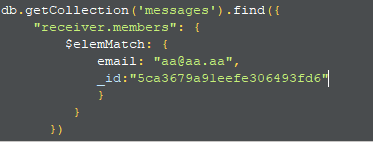 db.getCollection('messages').find({
"receiver.members": {
$elemMatch: {
email: "aa@aa.aa",
_id:"5ca3679a91eefe306493fd6"
}
}
})